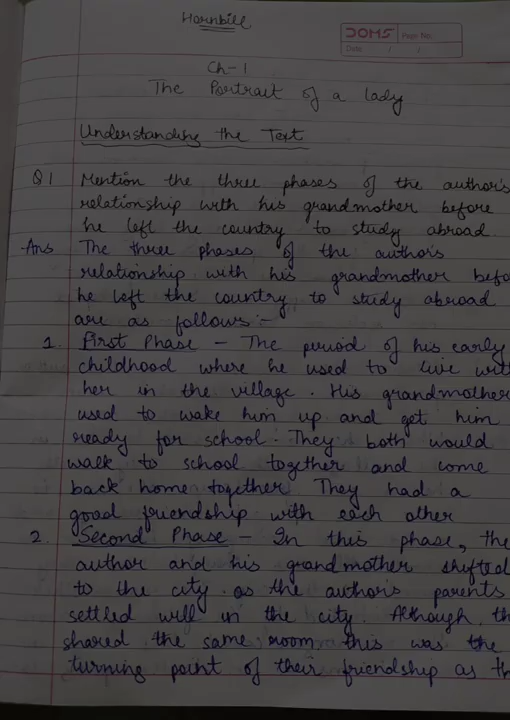 Hornbill
DOMS Page No.
Date / /
Ch-1
The Portrait of a lady
Understanding the Text
Q1 Mention the three phases of the author's
relationship with his grandmother before
he left the country to study abroad.
Ans The three phases of the author's
relationship with his grandmother befo
he left the country to study abroad
are as follows :-
1. First Phase - The period of his early
childhood where he used to live wit
her in the village. His grandmother
used to wake him up and get him
ready for school. They both would
walk to school together and come
back home together. They had a
good friendship with each other
2. Second Phase - In this phase, the
author and his grandmother shifted
to the city as the author's parents
settled well in the city. Although th
shared the same room this was the
turning point of their friendship as th